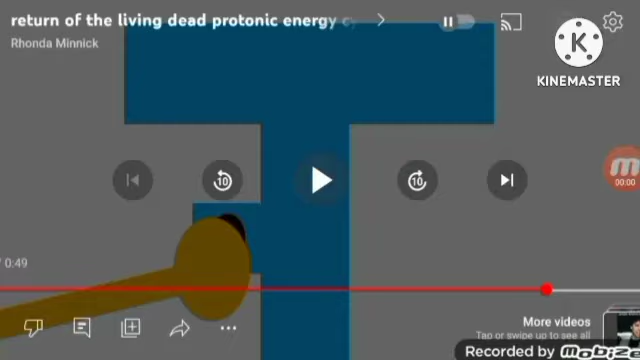 return of the living dead protonic energy
Rhonda Minnick
KINEMASTER
10
10
00:00
/ 0:49
More videos
Tap or swipe up to see all
Recorded by Mobiz